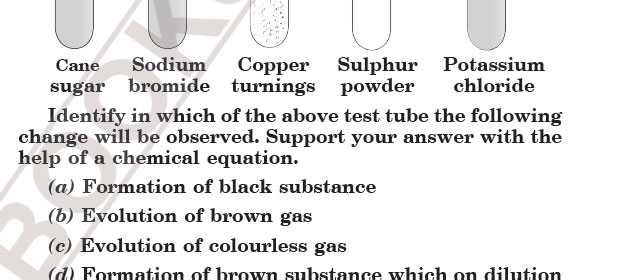 Cane Sodium Copper Sulphur Potassium
sugar bromide turnings powder chloride
Identify in which of the above test tube the following
change will be observed. Support your answer with the
help of a chemical equation.
(a) Formation of black substance
(b) Evolution of brown gas
(c) Evolution of colourless gas
(d) Formation of brown substance which on dilution
BOOK